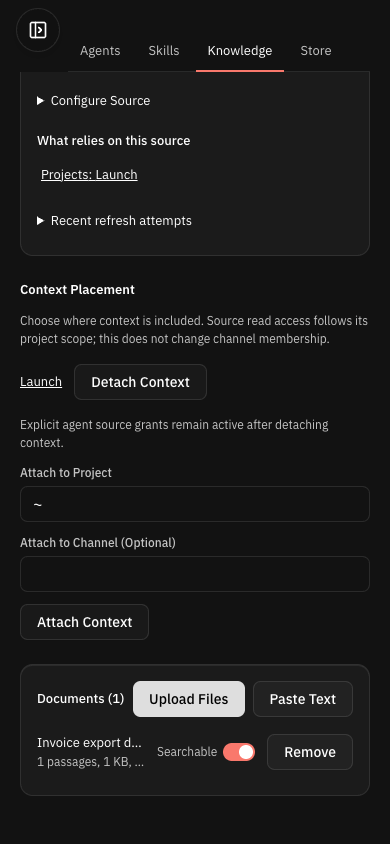 Agents Skills Knowledge Store
▶ Configure Source
What relies on this source
Projects: Launch
▶ Recent refresh attempts
Context Placement
Choose where context is included. Source read access follows its
project scope; this does not change channel membership.
Launch Detach Context
Explicit agent source grants remain active after detaching
context.
Attach to Project
~
Attach to Channel (Optional)
Attach Context
Documents (1) Upload Files Paste Text
Invoice export d... Searchable Remove
1 passages, 1 KB, ...